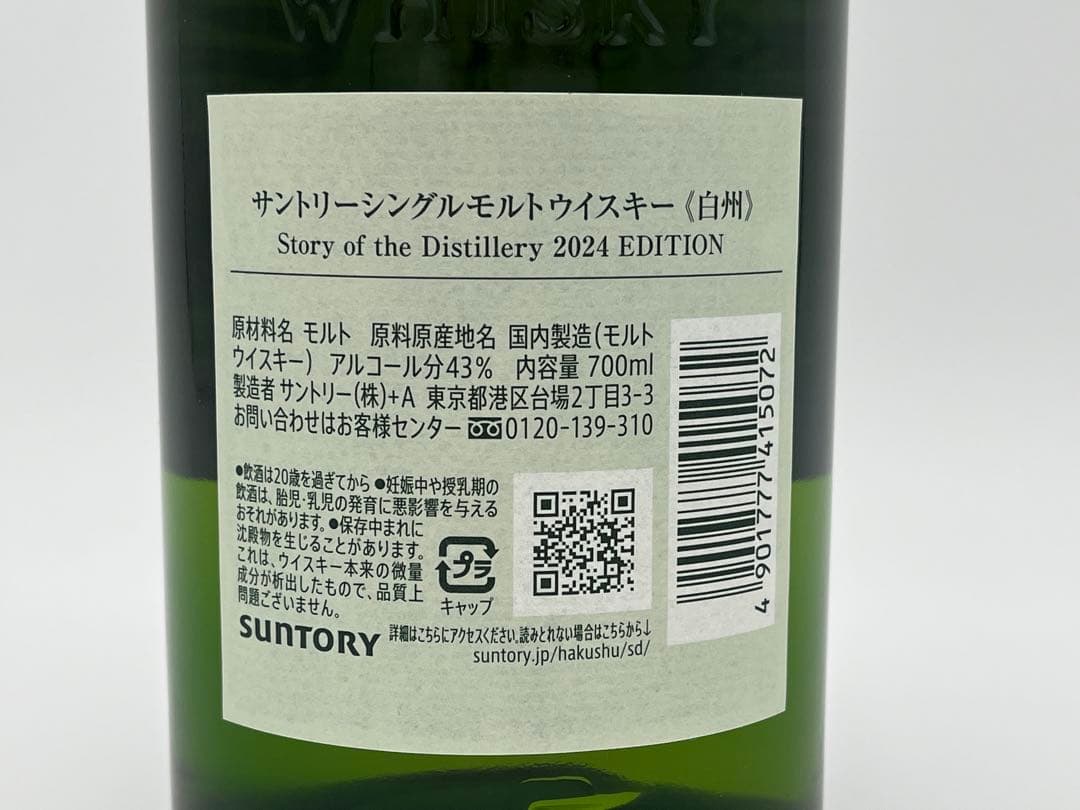 WHISKY
サントリーシングルモルトウイスキー《白州》
Story of the Distillery 2024 EDITION
原材料名 モルト 原料原産地名 国内製造(モルト
ウイスキー) アルコール分43% 内容量 700ml
製造者 サントリー(株)+A 東京都港区台場2丁目3-3
お問い合わせはお客様センター 0120-139-310
●飲酒は20歳を過ぎてから ●妊娠中や授乳期の
飲酒は、胎児・乳児の発育に悪影響を与える
おそれがあります。●保存中まれに
沈殿物を生じることがあります。
これは、ウイスキー本来の微量
成分が析出したもので、品質上
問題ございません。
プラ
キャップ
SUNTORY
詳細はこちらにアクセスください。読みとれない場合はこちらから↓
suntory.jp/hakushu/sd/
4 901777 415072